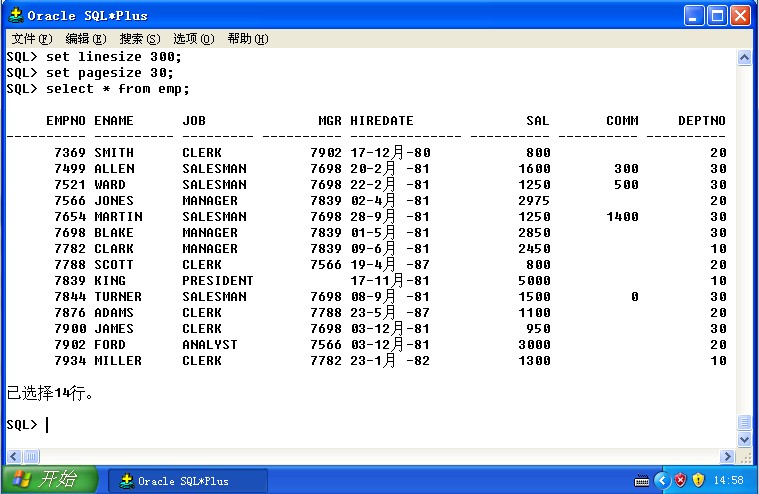 Oracle SQL*Plus
文件(F) 编辑(E) 搜索(S) 选项(O) 帮助(H)
SQL> set linesize 300;
SQL> set pagesize 30;
SQL> select * from emp;
EMPNO ENAME JOB MGR HIREDATE SAL COMM DEPTNO
---------- ---------- --------- ---------- -------------- ---------- ---------- ----------
7369 SMITH CLERK 7902 17-12月-80 800 20
7499 ALLEN SALESMAN 7698 20-2月 -81 1600 300 30
7521 WARD SALESMAN 7698 22-2月 -81 1250 500 30
7566 JONES MANAGER 7839 02-4月 -81 2975 20
7654 MARTIN SALESMAN 7698 28-9月 -81 1250 1400 30
7698 BLAKE MANAGER 7839 01-5月 -81 2850 30
7782 CLARK MANAGER 7839 09-6月 -81 2450 10
7788 SCOTT CLERK 7566 19-4月 -87 800 20
7839 KING PRESIDENT 17-11月-81 5000 10
7844 TURNER SALESMAN 7698 08-9月 -81 1500 0 30
7876 ADAMS CLERK 7788 23-5月 -87 1100 20
7900 JAMES CLERK 7698 03-12月-81 950 30
7902 FORD ANALYST 7566 03-12月-81 3000 20
7934 MILLER CLERK 7782 23-1月 -82 1300 10
已选择14行。
SQL>
开始 Oracle SQL*Plus 14:58